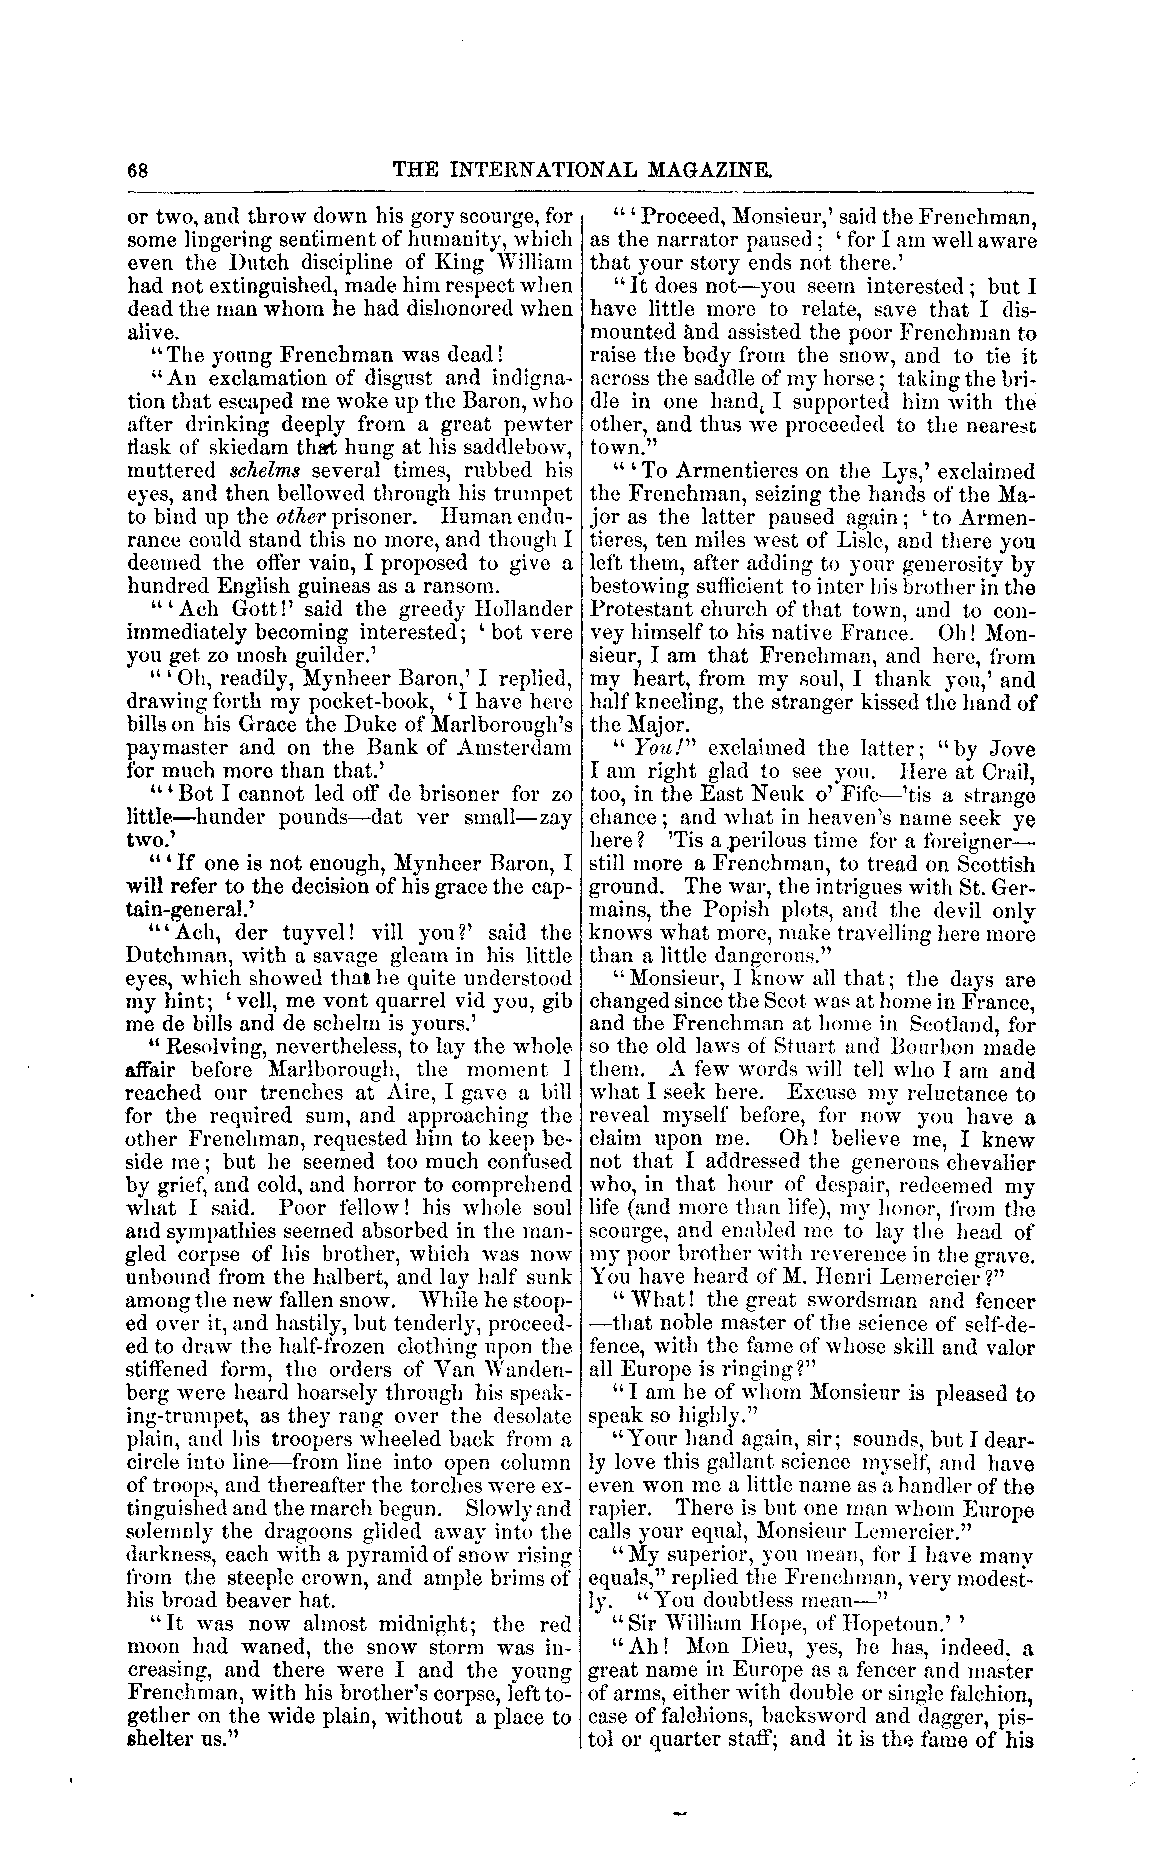 68 THE INTERNATIONAL MAGAZINE.
or two, and throw down his gory scourge, for
some lingering sentiment of humanity, which
even the Dutch discipline of King William
had not extinguished, made him respect when
dead the man whom he had dishonored when
alive.
"The young Frenchman was dead!
"An exclamation of disgust and indigna-
tion that escaped me woke up the Baron, who
after drinking deeply from a great pewter
flask of skiedam that hung at his saddlebow,
muttered schelms several times, rubbed his
eyes, and then bellowed through his trumpet
to bind up the other prisoner. Human endu-
rance could stand this no more, and though I
deemed the offer vain, I proposed to give a
hundred English guineas as a ransom.
"'Ach Gott!' said the greedy Hollander
immediately becoming interested; 'bot vere
you get zo mosh guilder.'
"'Oh, readily, Mynheer Baron,' I replied,
drawing forth my pocket-book, 'I have here
bills on his Grace the Duke of Marlborough's
paymaster and on the Bank of Amsterdam
for much more than that.'
"'Bot I cannot led off de brisoner for zo
little—hunder pounds—dat ver small—zay
two.'
"'If one is not enough, Mynheer Baron, I
will refer to the decision of his grace the cap-
tain-general.'
"'Ach, der tuyvel! vill you?' said the
Dutchman, with a savage gleam in his little
eyes, which showed that he quite understood
my hint; 'vell, me vont quarrel vid you, gib
me de bills and de schelm is yours.'
"Resolving, nevertheless, to lay the whole
affair before Marlborough, the moment I
reached our trenches at Aire, I gave a bill
for the required sum, and approaching the
other Frenchman, requested him to keep be-
side me; but he seemed too much confused
by grief, and cold, and horror to comprehend
what I said. Poor fellow! his whole soul
and sympathies seemed absorbed in the man-
gled corpse of his brother, which was now
unbound from the halbert, and lay half sunk
among the new fallen snow. While he stoop-
ed over it, and hastily, but tenderly, proceed-
ed to draw the half-frozen clothing upon the
stiffened form, the orders of Van Wanden-
berg were heard hoarsely through his speak-
ing-trumpet, as they rang over the desolate
plain, and his troopers wheeled back from a
circle into line—from line into open column
of troops, and thereafter the torches were ex-
tinguished and the march begun. Slowly and
solemnly the dragoons glided away into the
darkness, each with a pyramid of snow rising
from the steeple crown, and ample brims of
his broad beaver hat.
"It was now almost midnight; the red
moon had waned, the snow storm was in-
creasing, and there were I and the young
Frenchman, with his brother's corpse, left to-
gether on the wide plain, without a place to
shelter us."
"'Proceed, Monsieur,' said the Frenchman,
as the narrator paused; 'for I am well aware
that your story ends not there.'
"It does not—you seem interested; but I
have little more to relate, save that I dis-
mounted and assisted the poor Frenchman to
raise the body from the snow, and to tie it
across the saddle of my horse; taking the bri-
dle in one hand, I supported him with the
other, and thus we proceeded to the nearest
town."
"'To Armentieres on the Lys,' exclaimed
the Frenchman, seizing the hands of the Ma-
jor as the latter paused again; 'to Armen-
tieres, ten miles west of Lisle, and there you
left them, after adding to your generosity by
bestowing sufficient to inter his brother in the
Protestant church of that town, and to con-
vey himself to his native France. Oh! Mon-
sieur, I am that Frenchman, and here, from
my heart, from my soul, I thank you,' and
half kneeling, the stranger kissed the hand of
the Major.
"You!" exclaimed the latter; "by Jove
I am right glad to see you. Here at Crail,
too, in the East Neuk o' Fife—'tis a strange
chance; and what in heaven's name seek ye
here? 'Tis a perilous time for a foreigner—
still more a Frenchman, to tread on Scottish
ground. The war, the intrigues with St. Ger-
mains, the Popish plots, and the devil only
knows what more, make travelling here more
than a little dangerous."
"Monsieur, I know all that; the days are
changed since the Scot was at home in France,
and the Frenchman at home in Scotland, for
so the old laws of Stuart and Bourbon made
them. A few words will tell who I am and
what I seek here. Excuse my reluctance to
reveal myself before, for now you have a
claim upon me. Oh! believe me, I knew
not that I addressed the generous chevalier
who, in that hour of despair, redeemed my
life (and more than life), my honor, from the
scourge, and enabled me to lay the head of
my poor brother with reverence in the grave.
You have heard of M. Henri Lemercier?"
"What! the great swordsman and fencer
—that noble master of the science of self-de-
fence, with the fame of whose skill and valor
all Europe is ringing?"
"I am he of whom Monsieur is pleased to
speak so highly."
"Your hand again, sir; sounds, but I dear-
ly love this gallant science myself, and have
even won me a little name as a handler of the
rapier. There is but one man whom Europe
calls your equal, Monsieur Lemercier."
"My superior, you mean, for I have many
equals," replied the Frenchman, very modest-
ly. "You doubtless mean—"
"Sir William Hope, of Hopetoun.' '
"Ah! Mon Dieu, yes, he has, indeed, a
great name in Europe as a fencer and master
of arms, either with double or single falchion,
case of falchions, backsword and dagger, pis-
tol or quarter staff; and it is the fame of his